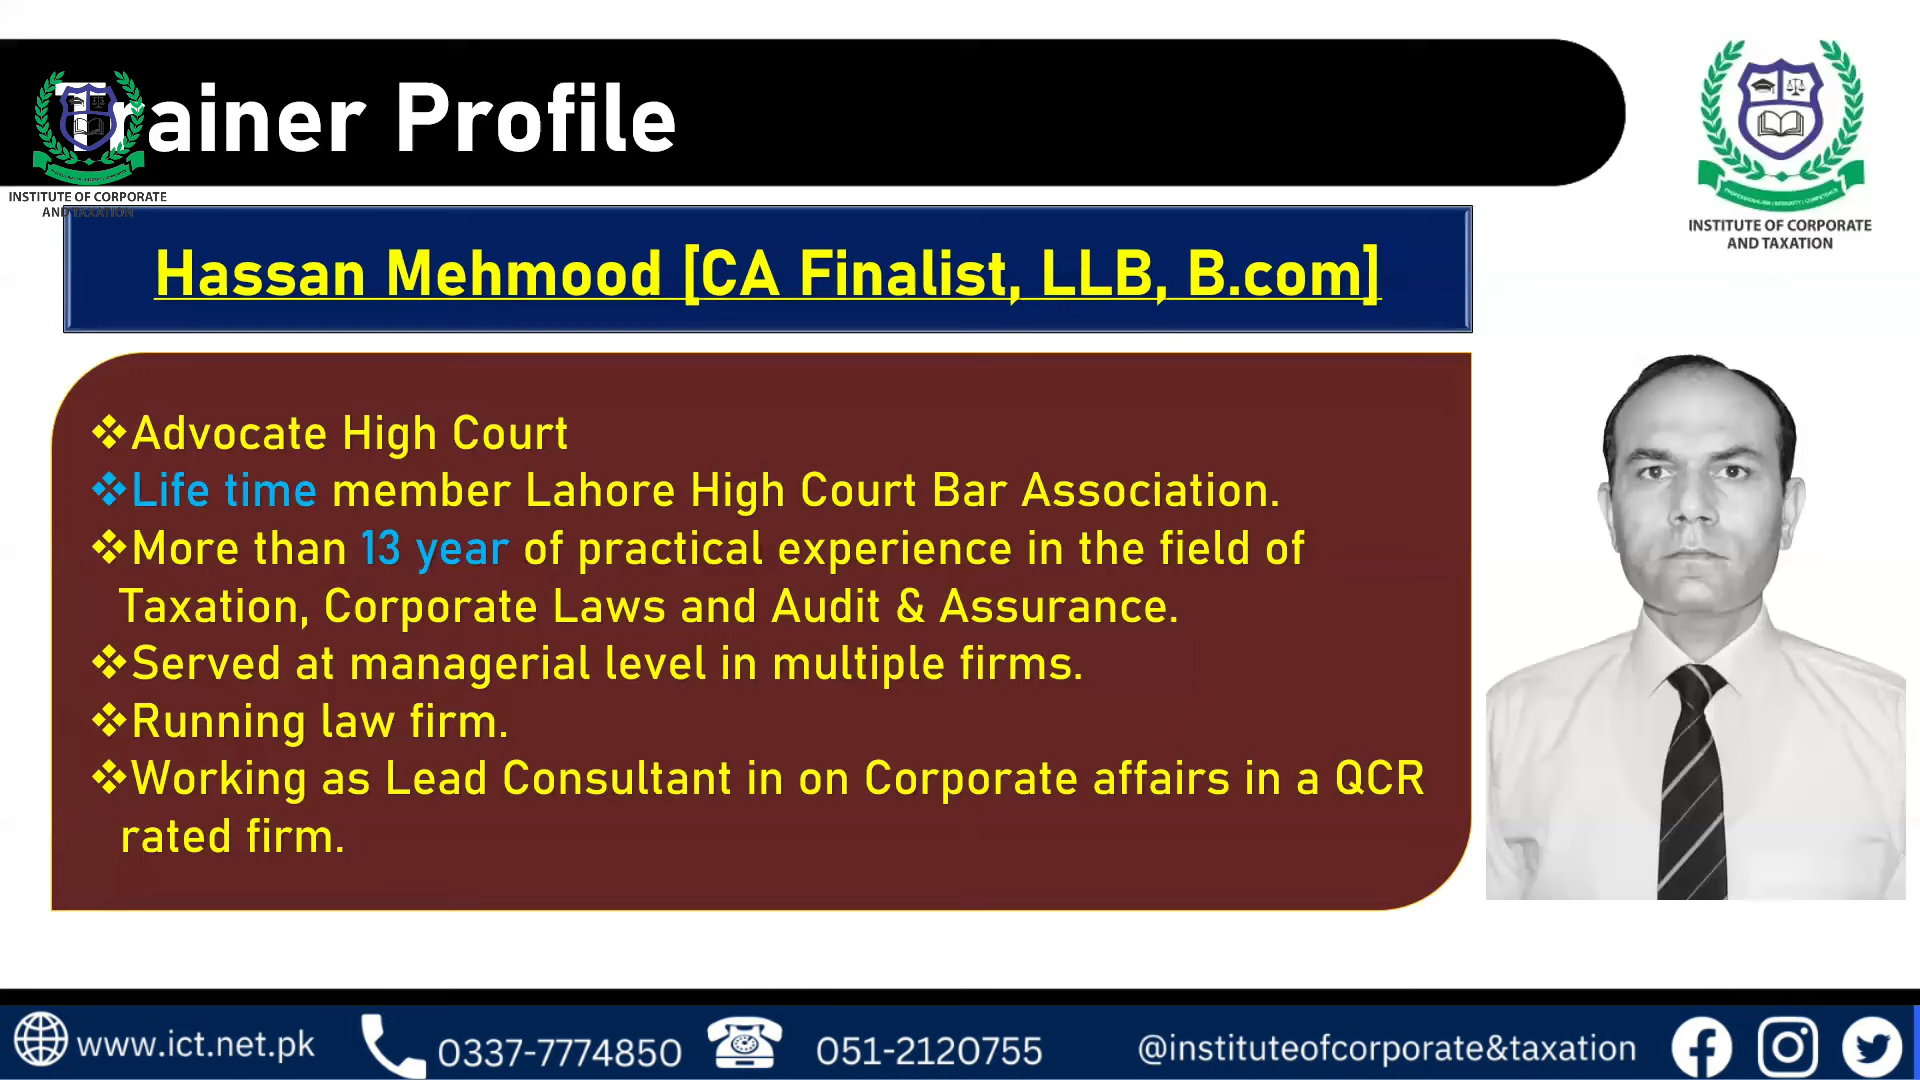 Trainer Profile
INSTITUTE OF CORPORATE
AND TAXATION
INSTITUTE OF CORPORATE
AND TAXATION
Hassan Mehmood [CA Finalist, LLB, B.com]
❖Advocate High Court
❖Life time member Lahore High Court Bar Association.
❖More than 13 year of practical experience in the field of
Taxation, Corporate Laws and Audit & Assurance.
❖Served at managerial level in multiple firms.
❖Running law firm.
❖Working as Lead Consultant in on Corporate affairs in a QCR
rated firm.
www.ict.net.pk
0337-7774850
051-2120755
@instituteofcorporate&taxation